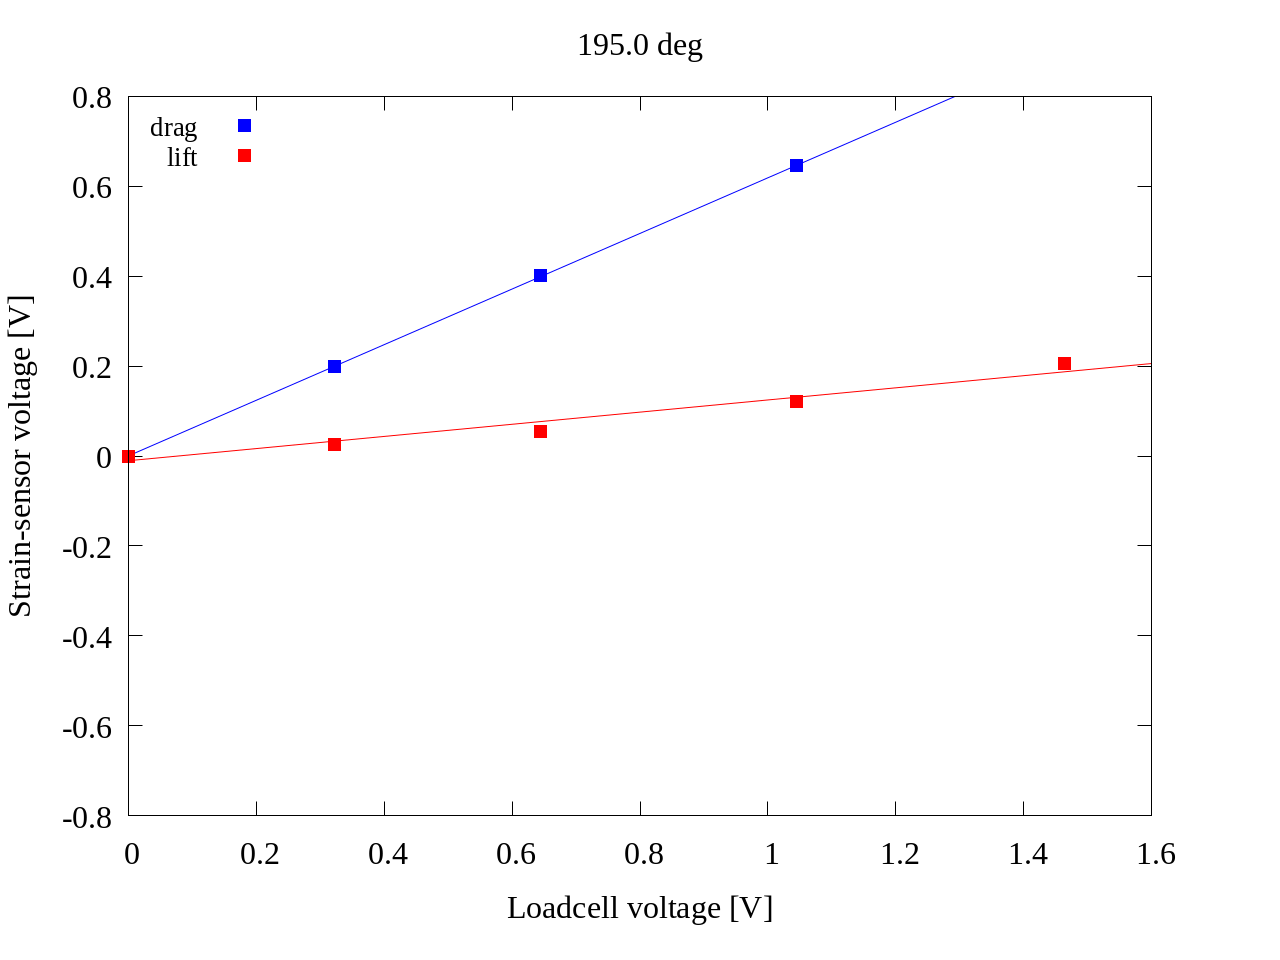 195.0 deg
drag
lift
0.8
0.6
0.4
0.2
0
-0.2
-0.4
-0.6
-0.8
0 0.2 0.4 0.6 0.8 1 1.2 1.4 1.6
Strain-sensor voltage [V]
Loadcell voltage [V]